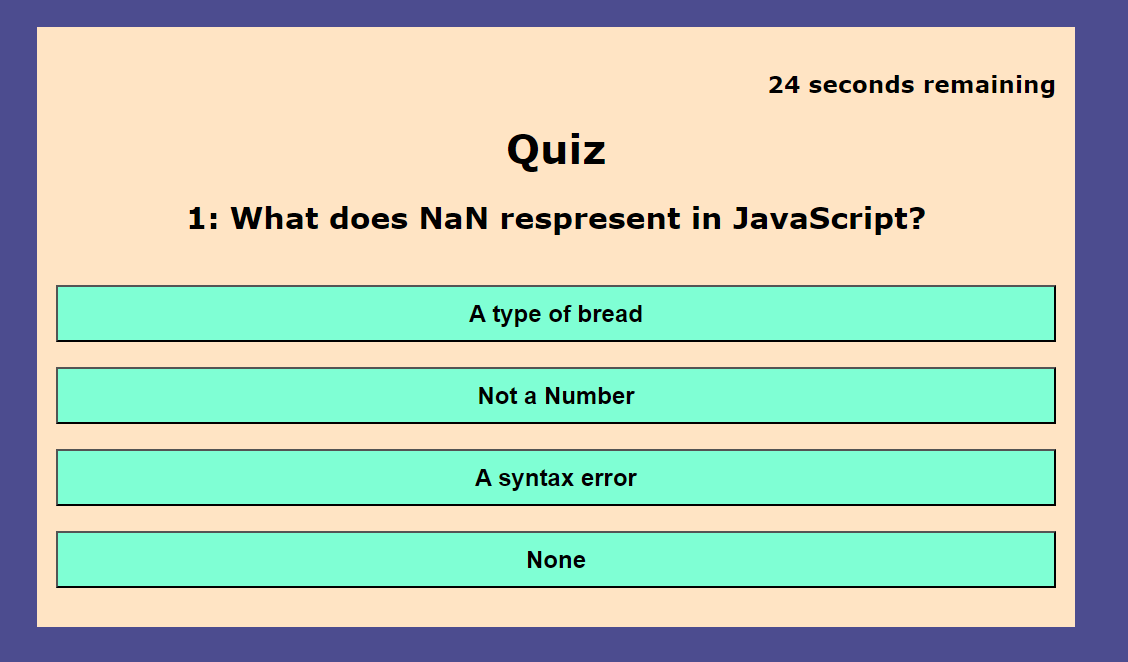 24 seconds remaining
Quiz
1: What does NaN respresent in JavaScript?
A type of bread
Not a Number
A syntax error
None